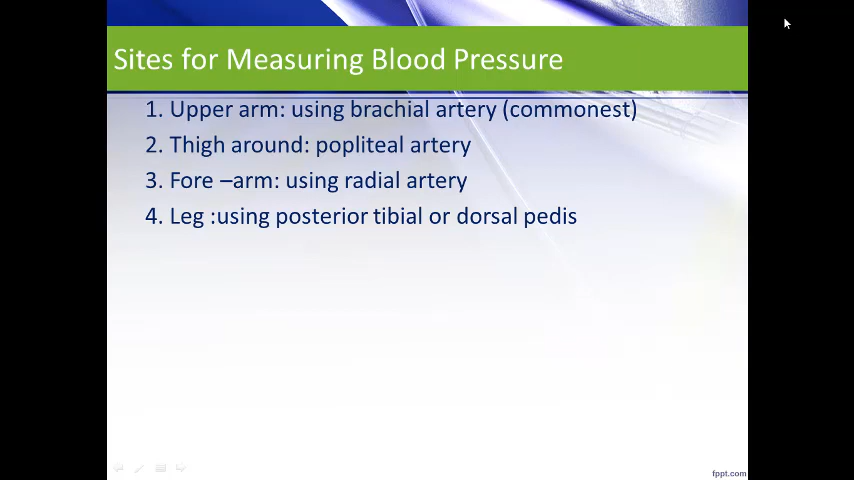 Sites for Measuring Blood Pressure
1. Upper arm: using brachial artery (commonest)
2. Thigh around: popliteal artery
3. Fore –arm: using radial artery
4. Leg :using posterior tibial or dorsal pedis
fppt.com